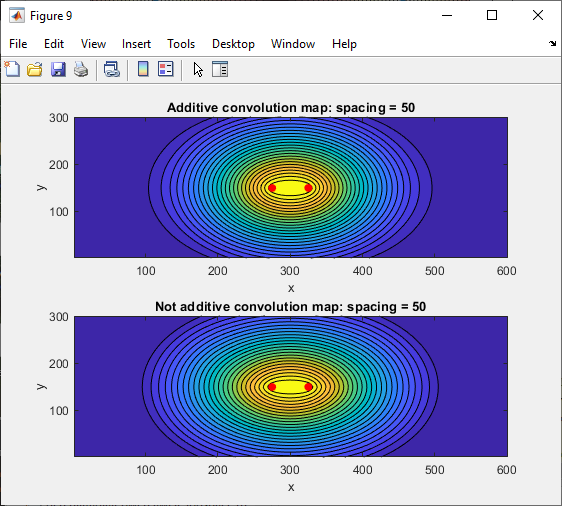 Figure 9
File Edit View Insert Tools Desktop Window Help
Additive convolution map: spacing = 50
300
200
100
y
100 200 300 400 500 600
x
Not additive convolution map: spacing = 50
300
200
100
y
100 200 300 400 500 600
x